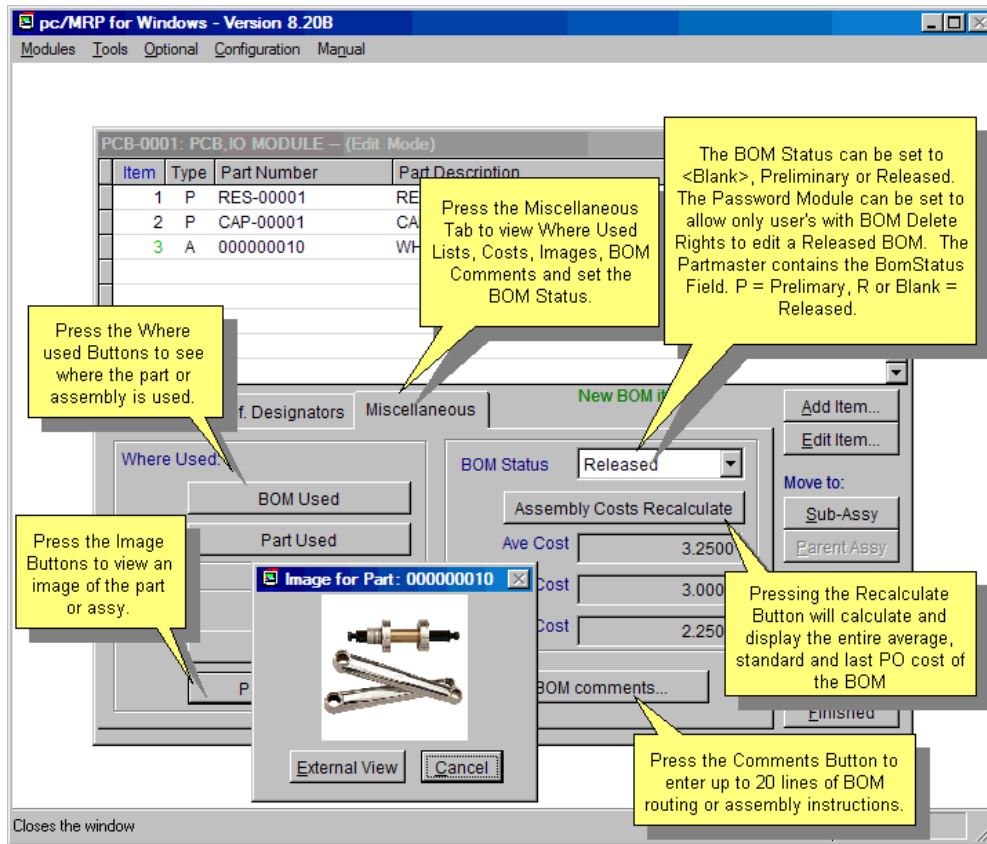 pc/MRP for Windows - Version 8.20B
Modules Tools Optional Configuration Manual
PCB-0001: PCB,IO MODULE -- (Edit Mode)
Item Type Part Number Part Description
1 P RES-00001 RE
2 P CAP-00001 CA
3 A 000000010 WH
Press the Miscellaneous
Tab to view Where Used
Lists, Costs, Images, BOM
Comments and set the
BOM Status.
The BOM Status can be set to
<Blank>, Preliminary or Released.
The Password Module can be set to
allow only user's with BOM Delete
Rights to edit a Released BOM. The
Partmaster contains the BomStatus
Field. P = Prelimary, R or Blank =
Released.
Press the Where
used Buttons to see
where the part or
assembly is used.
f. Designators
Miscellaneous
New BOM it
Add Item...
Edit Item...
Where Used:
BOM Used
Part Used
BOM Status Released
Assembly Costs Recalculate
Ave Cost 3.2500
Cost 3.000
Cost 2.250
Move to:
Sub-Assy
Parent Assy
Press the Image
Buttons to view an
image of the part
or assy.
P
Image for Part: 000000010
External View
Cancel
Pressing the Recalculate
Button will calculate and
display the entire average,
standard and last PO cost of
the BOM
BOM comments...
Finished
Press the Comments Button to
enter up to 20 lines of BOM
routing or assembly instructions.
Closes the window